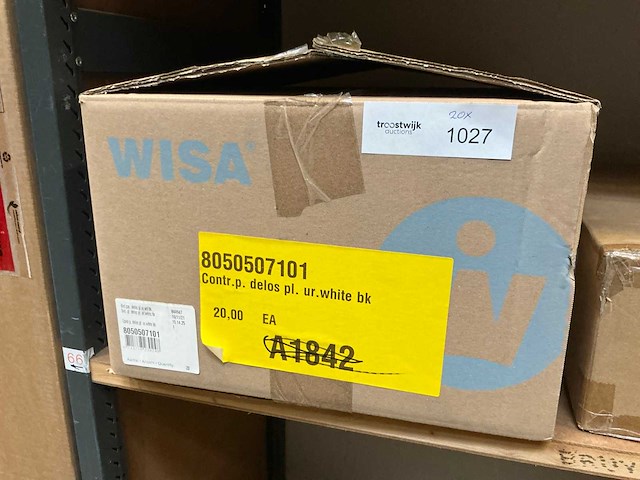 WISA
troostwijk
auctions
20x
1027
8050507101
Contr.p. delos pl. ur.white bk
20,00 EA
A1842
8050507101
66